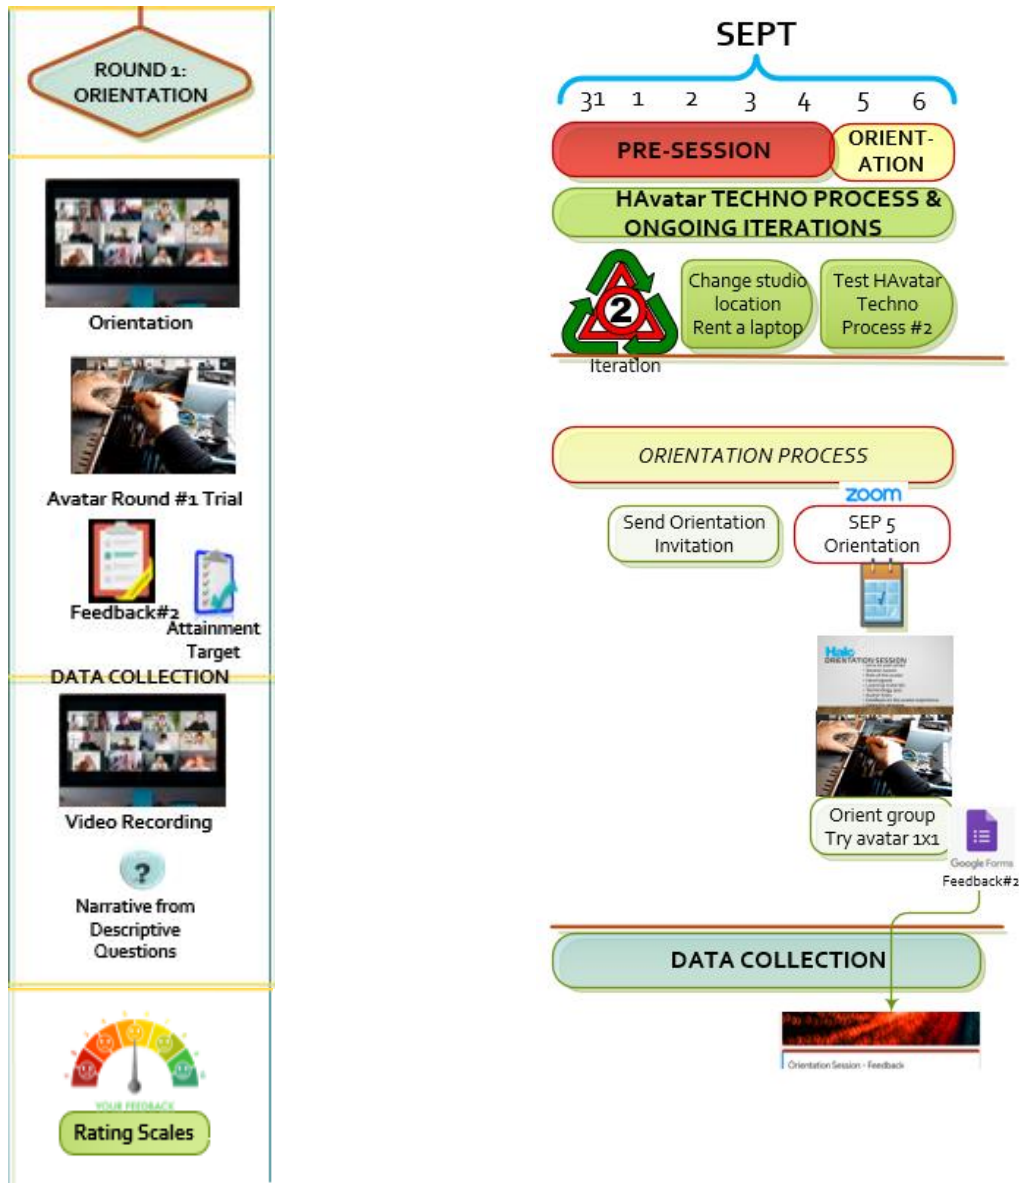 ROUND 1:
ORIENTATION
Orientation
Avatar Round #1 Trial
Feedback#2
Attainment
Target
DATA COLLECTION
Video Recording
?
Narrative from
Descriptive
Questions
YOUR FEEDBACK
Rating Scales
SEPT
31 1 2 3 4 5 6
PRE-SESSION
ORIENT-
ATION
HAvatar TECHNO PROCESS &
ONGOING ITERATIONS
2
Iteration
Change studio
location
Rent a laptop
Test HAvatar
Techno
Process #2
ORIENTATION PROCESS
zoom
Send Orientation
Invitation
SEP 5
Orientation
Halo
ORIENTATION SESSION
Orient group
Try avatar 1x1
Google Forms
Feedback#2
DATA COLLECTION
Orientation Session - Feedback